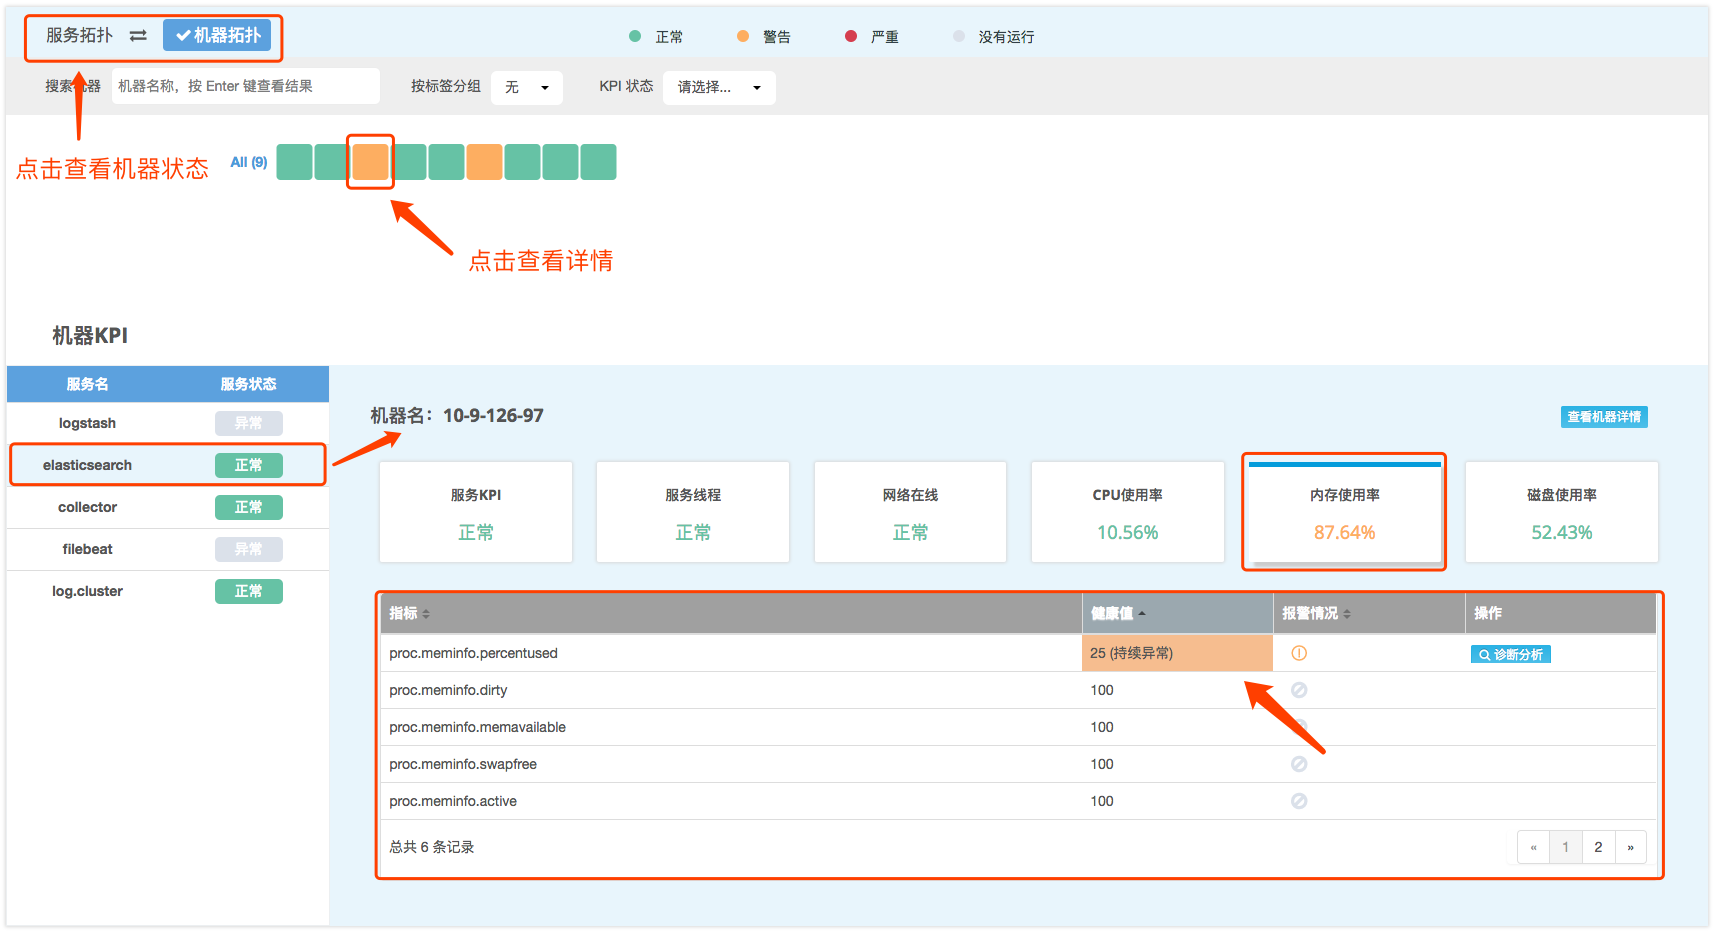 服务拓扑 ⇄ ✔机器拓扑 正常 警告 严重 没有运行
搜索机器 机器名称，按 Enter 键查看结果 按标签分组 无 KPI 状态 请选择...
点击查看机器状态 All (9)
点击查看详情
机器KPI
服务名 服务状态
logstash 异常
elasticsearch 正常
collector 正常
filebeat 异常
log.cluster 正常
机器名：10-9-126-97 查看机器详情
服务KPI 服务线程 网络在线 CPU使用率 内存使用率 磁盘使用率
正常 正常 正常 10.56% 87.64% 52.43%
指标 健康值 报警情况 操作
proc.meminfo.percentused 25 (持续异常) 诊断分析
proc.meminfo.dirty 100
proc.meminfo.memavailable 100
proc.meminfo.swapfree 100
proc.meminfo.active 100
总共 6 条记录 « 1 2 »